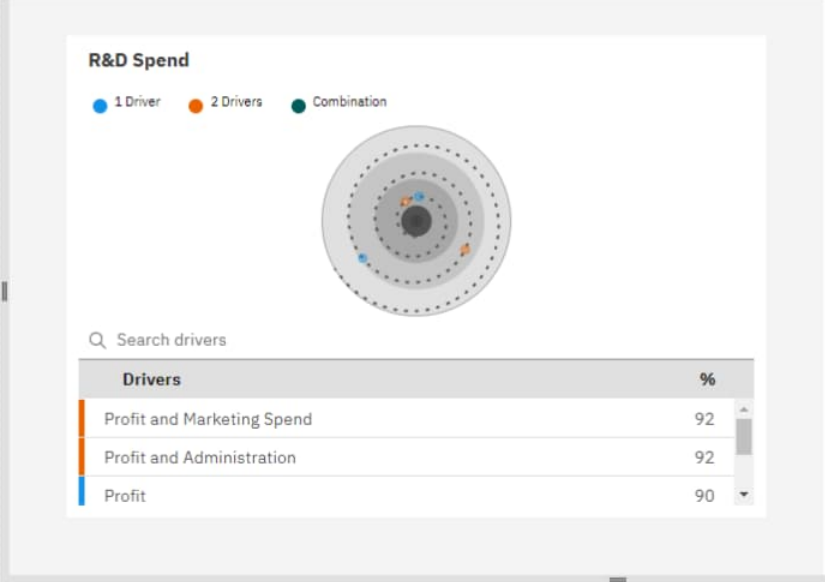 R&D Spend
1 Driver 2 Drivers Combination
Search drivers
Drivers %
Profit and Marketing Spend 92
Profit and Administration 92
Profit 90